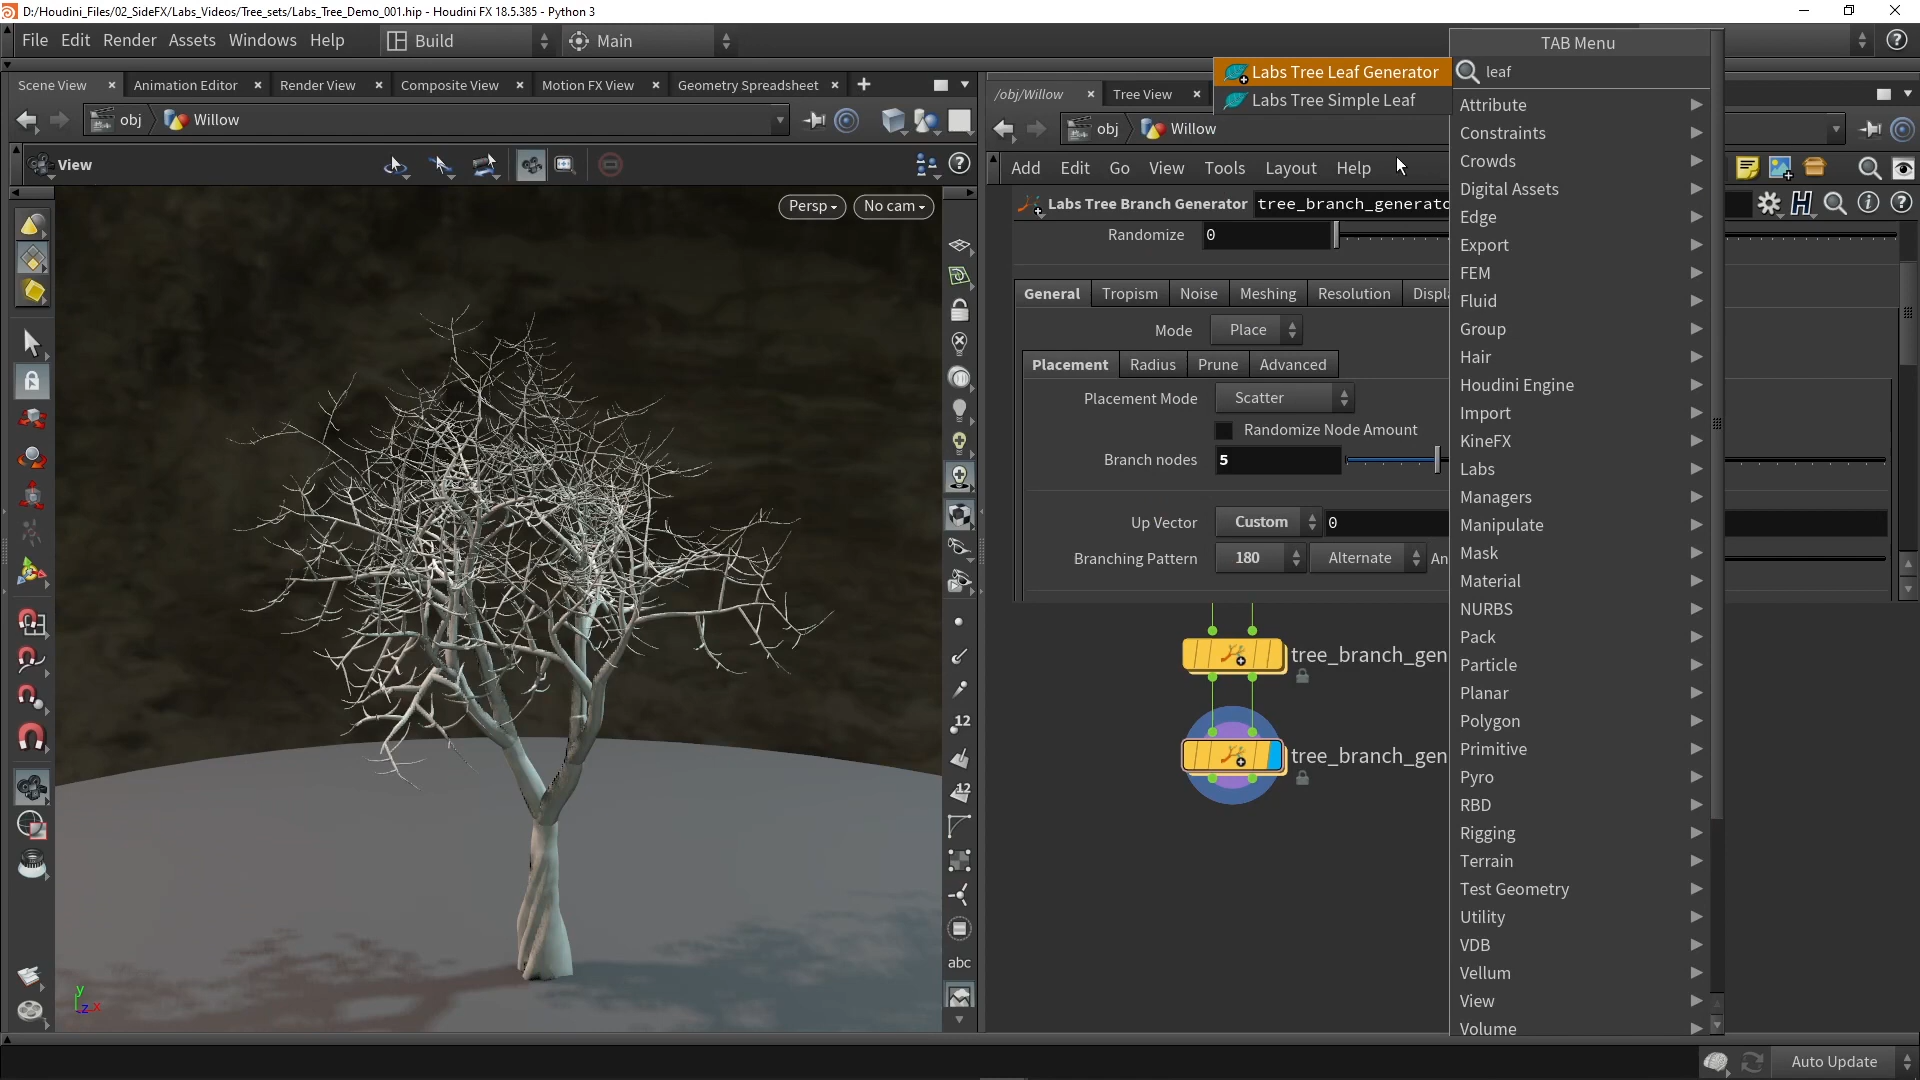 D:/Houdini_Files/02_SideFX/Labs_Videos/Tree_sets/Labs_Tree_Demo_001.hip - Houdini FX 18.5.385 - Python 3
File Edit Render Assets Windows Help Build Main
Scene View Animation Editor Render View Composite View Motion FX View Geometry Spreadsheet
obj Willow
View
Persp No cam
12
12
abc
y
z x
/obj/Willow Tree View
obj Willow
Add Edit Go View Tools Layout Help
Labs Tree Branch Generator tree_branch_generato
Randomize 0
General Tropism Noise Meshing Resolution Displ
Mode Place
Placement Radius Prune Advanced
Placement Mode Scatter
Randomize Node Amount
Branch nodes 5
Up Vector Custom 0
Branching Pattern 180 Alternate An
tree_branch_gen
tree_branch_gen
TAB Menu
leaf
Labs Tree Leaf Generator
Labs Tree Simple Leaf
Attribute
Constraints
Crowds
Digital Assets
Edge
Export
FEM
Fluid
Group
Hair
Houdini Engine
Import
KineFX
Labs
Managers
Manipulate
Mask
Material
NURBS
Pack
Particle
Planar
Polygon
Primitive
Pyro
RBD
Rigging
Terrain
Test Geometry
Utility
VDB
Vellum
View
Volume
Auto Update